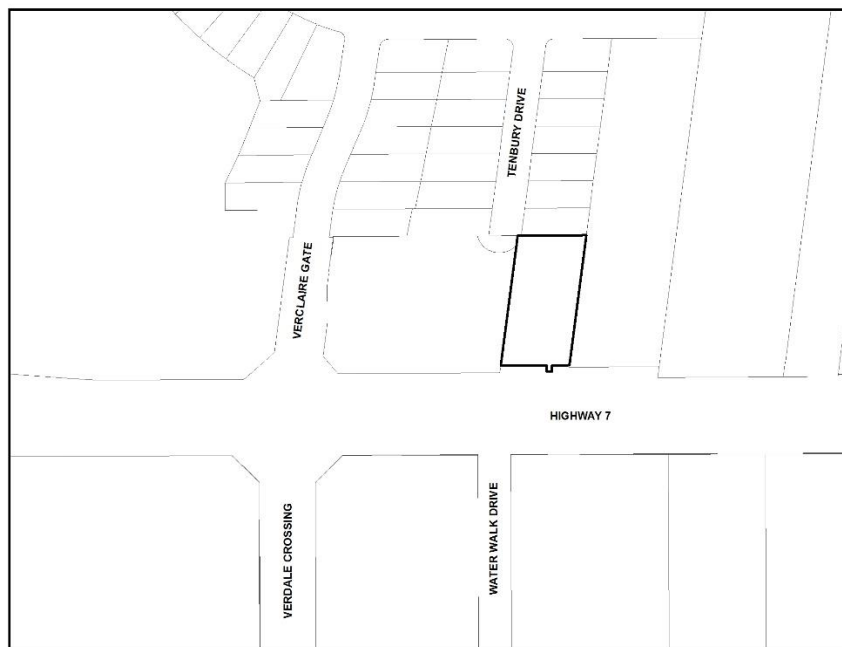 TENBURY DRIVE
VERCLAIRE GATE
HIGHWAY 7
VERDALE CROSSING
WATER WALK DRIVE